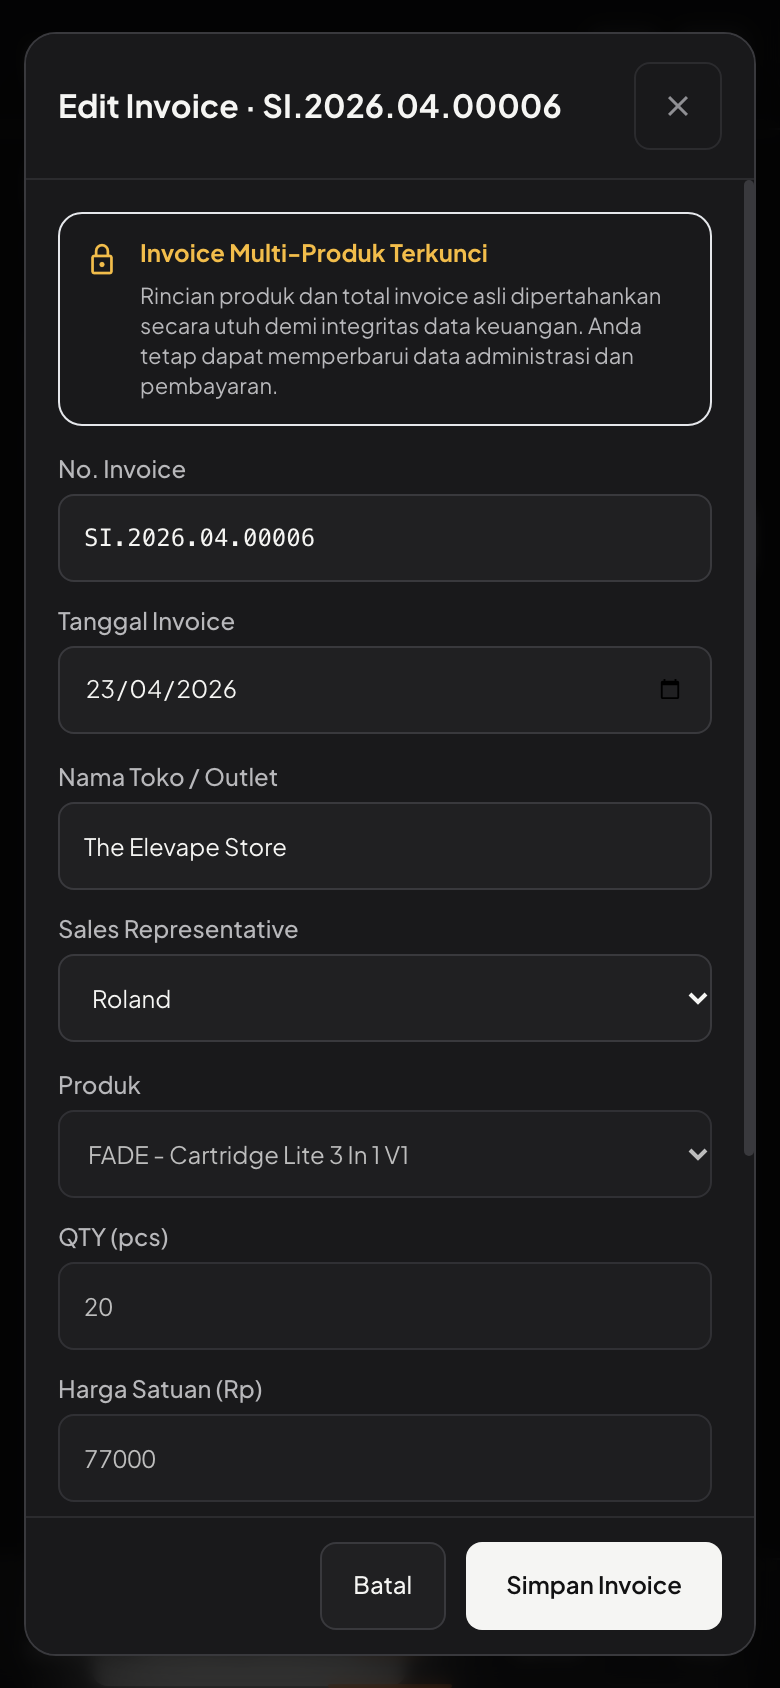 Edit Invoice · SI.2026.04.00006
Invoice Multi-Produk Terkunci
Rincian produk dan total invoice asli dipertahankan
secara utuh demi integritas data keuangan. Anda
tetap dapat memperbarui data administrasi dan
pembayaran.
No. Invoice
SI.2026.04.00006
Tanggal Invoice
23/04/2026
Nama Toko / Outlet
The Elevape Store
Sales Representative
Roland
Produk
FADE - Cartridge Lite 3 In 1 V1
QTY (pcs)
20
Harga Satuan (Rp)
77000
Batal
Simpan Invoice